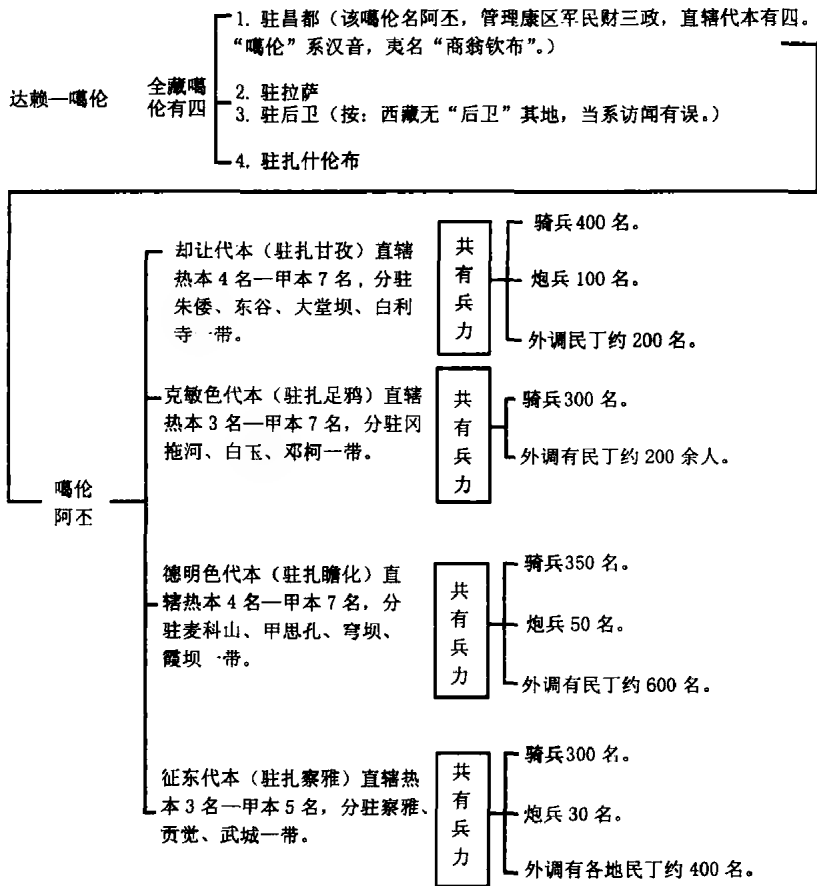 达赖—噶伦
全藏噶
伦有四
1. 驻昌都（该噶伦名阿丕，管理康区军民财三政，直辖代本有四。
“噶伦”系汉音，夷名“商翁钦布”。）
2. 驻拉萨
3. 驻后卫（按：西藏无“后卫”其地，当系访闻有误。）
4. 驻扎什伦布
噶伦
阿丕
却让代本（驻扎甘孜）直辖
热本4名—甲本7名，分驻
朱倭、东谷、大堂坝、白利
寺一带。
共有兵力
骑兵400名。
炮兵100名。
外调民丁约200名。
克敏色代本（驻扎足鸦）直辖
热本3名—甲本7名，分驻冈
拖河、白玉、邓柯一带。
共有兵力
骑兵300名。
外调有民丁约200余人。
德明色代本（驻扎瞻化）直
辖热本4名—甲本7名，分
驻麦科山、甲思孔、穹坝、
霞坝一带。
共有兵力
骑兵350名。
炮兵50名。
外调有民丁约600名。
征东代本（驻扎察雅）直辖热
本3名—甲本5名，分驻察雅、
贡觉、武城一带。
共有兵力
骑兵300名。
炮兵30名。
外调有各地民丁约400名。